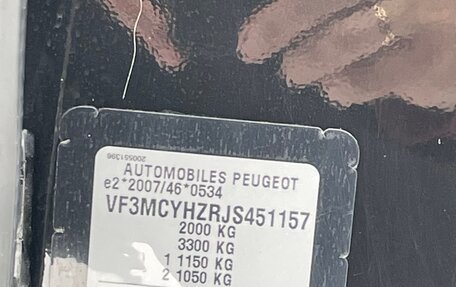 200551396
AUTOMOBILES PEUGEOT
e2*2007/46*0534
VF3MCYHZRJS451157
2000 KG
3300 KG
1 1150 KG
2 1050 KG